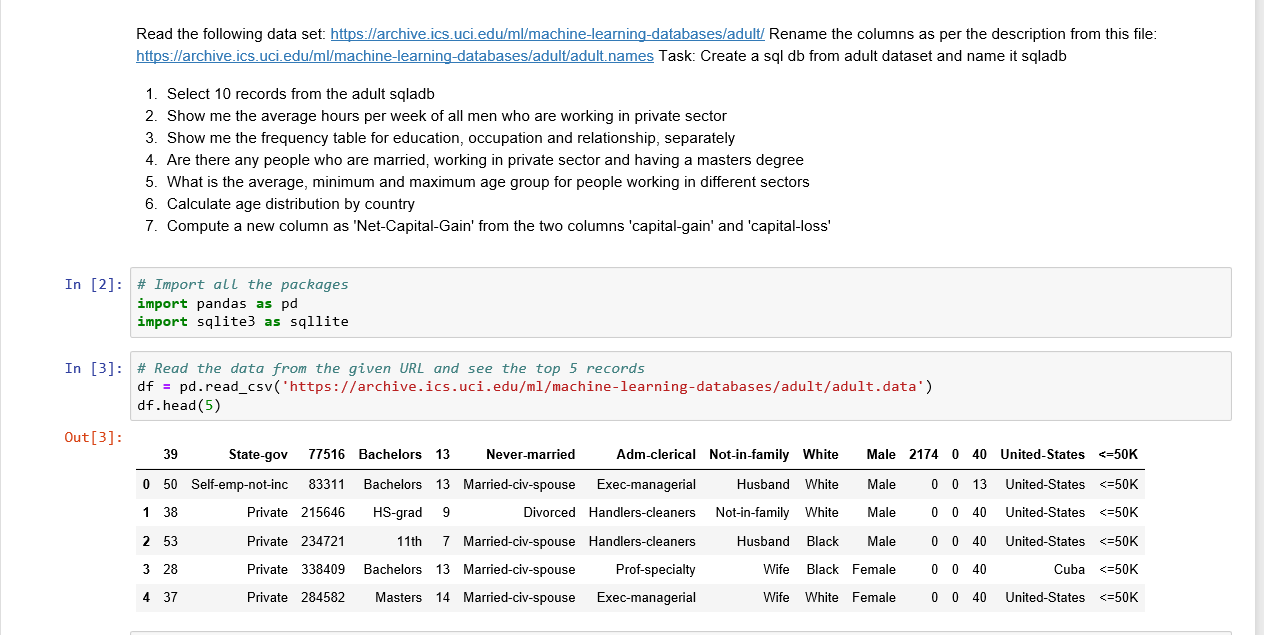 Read the following data set: https://archive.ics.uci.edu/ml/machine-learning-databases/adult/ Rename the columns as per the description from this file:
https://archive.ics.uci.edu/ml/machine-learning-databases/adult/adult.names Task: Create a sql db from adult dataset and name it sqladb
1. Select 10 records from the adult sqladb
2. Show me the average hours per week of all men who are working in private sector
3. Show me the frequency table for education, occupation and relationship, separately
4. Are there any people who are married, working in private sector and having a masters degree
5. What is the average, minimum and maximum age group for people working in different sectors
6. Calculate age distribution by country
7. Compute a new column as 'Net-Capital-Gain' from the two columns 'capital-gain' and 'capital-loss'
In [2]: # Import all the packages
import pandas as pd
import sqlite3 as sqllite
In [3]: # Read the data from the given URL and see the top 5 records
df = pd.read_csv('https://archive.ics.uci.edu/ml/machine-learning-databases/adult/adult.data')
df.head(5)
Out[3]:
39 State-gov 77516 Bachelors 13 Never-married Adm-clerical Not-in-family White Male 2174 0 40 United-States <=50K
0 50 Self-emp-not-inc 83311 Bachelors 13 Married-civ-spouse Exec-managerial Husband White Male 0 0 13 United-States <=50K
1 38 Private 215646 HS-grad 9 Divorced Handlers-cleaners Not-in-family White Male 0 0 40 United-States <=50K
2 53 Private 234721 11th 7 Married-civ-spouse Handlers-cleaners Husband Black Male 0 0 40 United-States <=50K
3 28 Private 338409 Bachelors 13 Married-civ-spouse Prof-specialty Wife Black Female 0 0 40 Cuba <=50K
4 37 Private 284582 Masters 14 Married-civ-spouse Exec-managerial Wife White Female 0 0 40 United-States <=50K